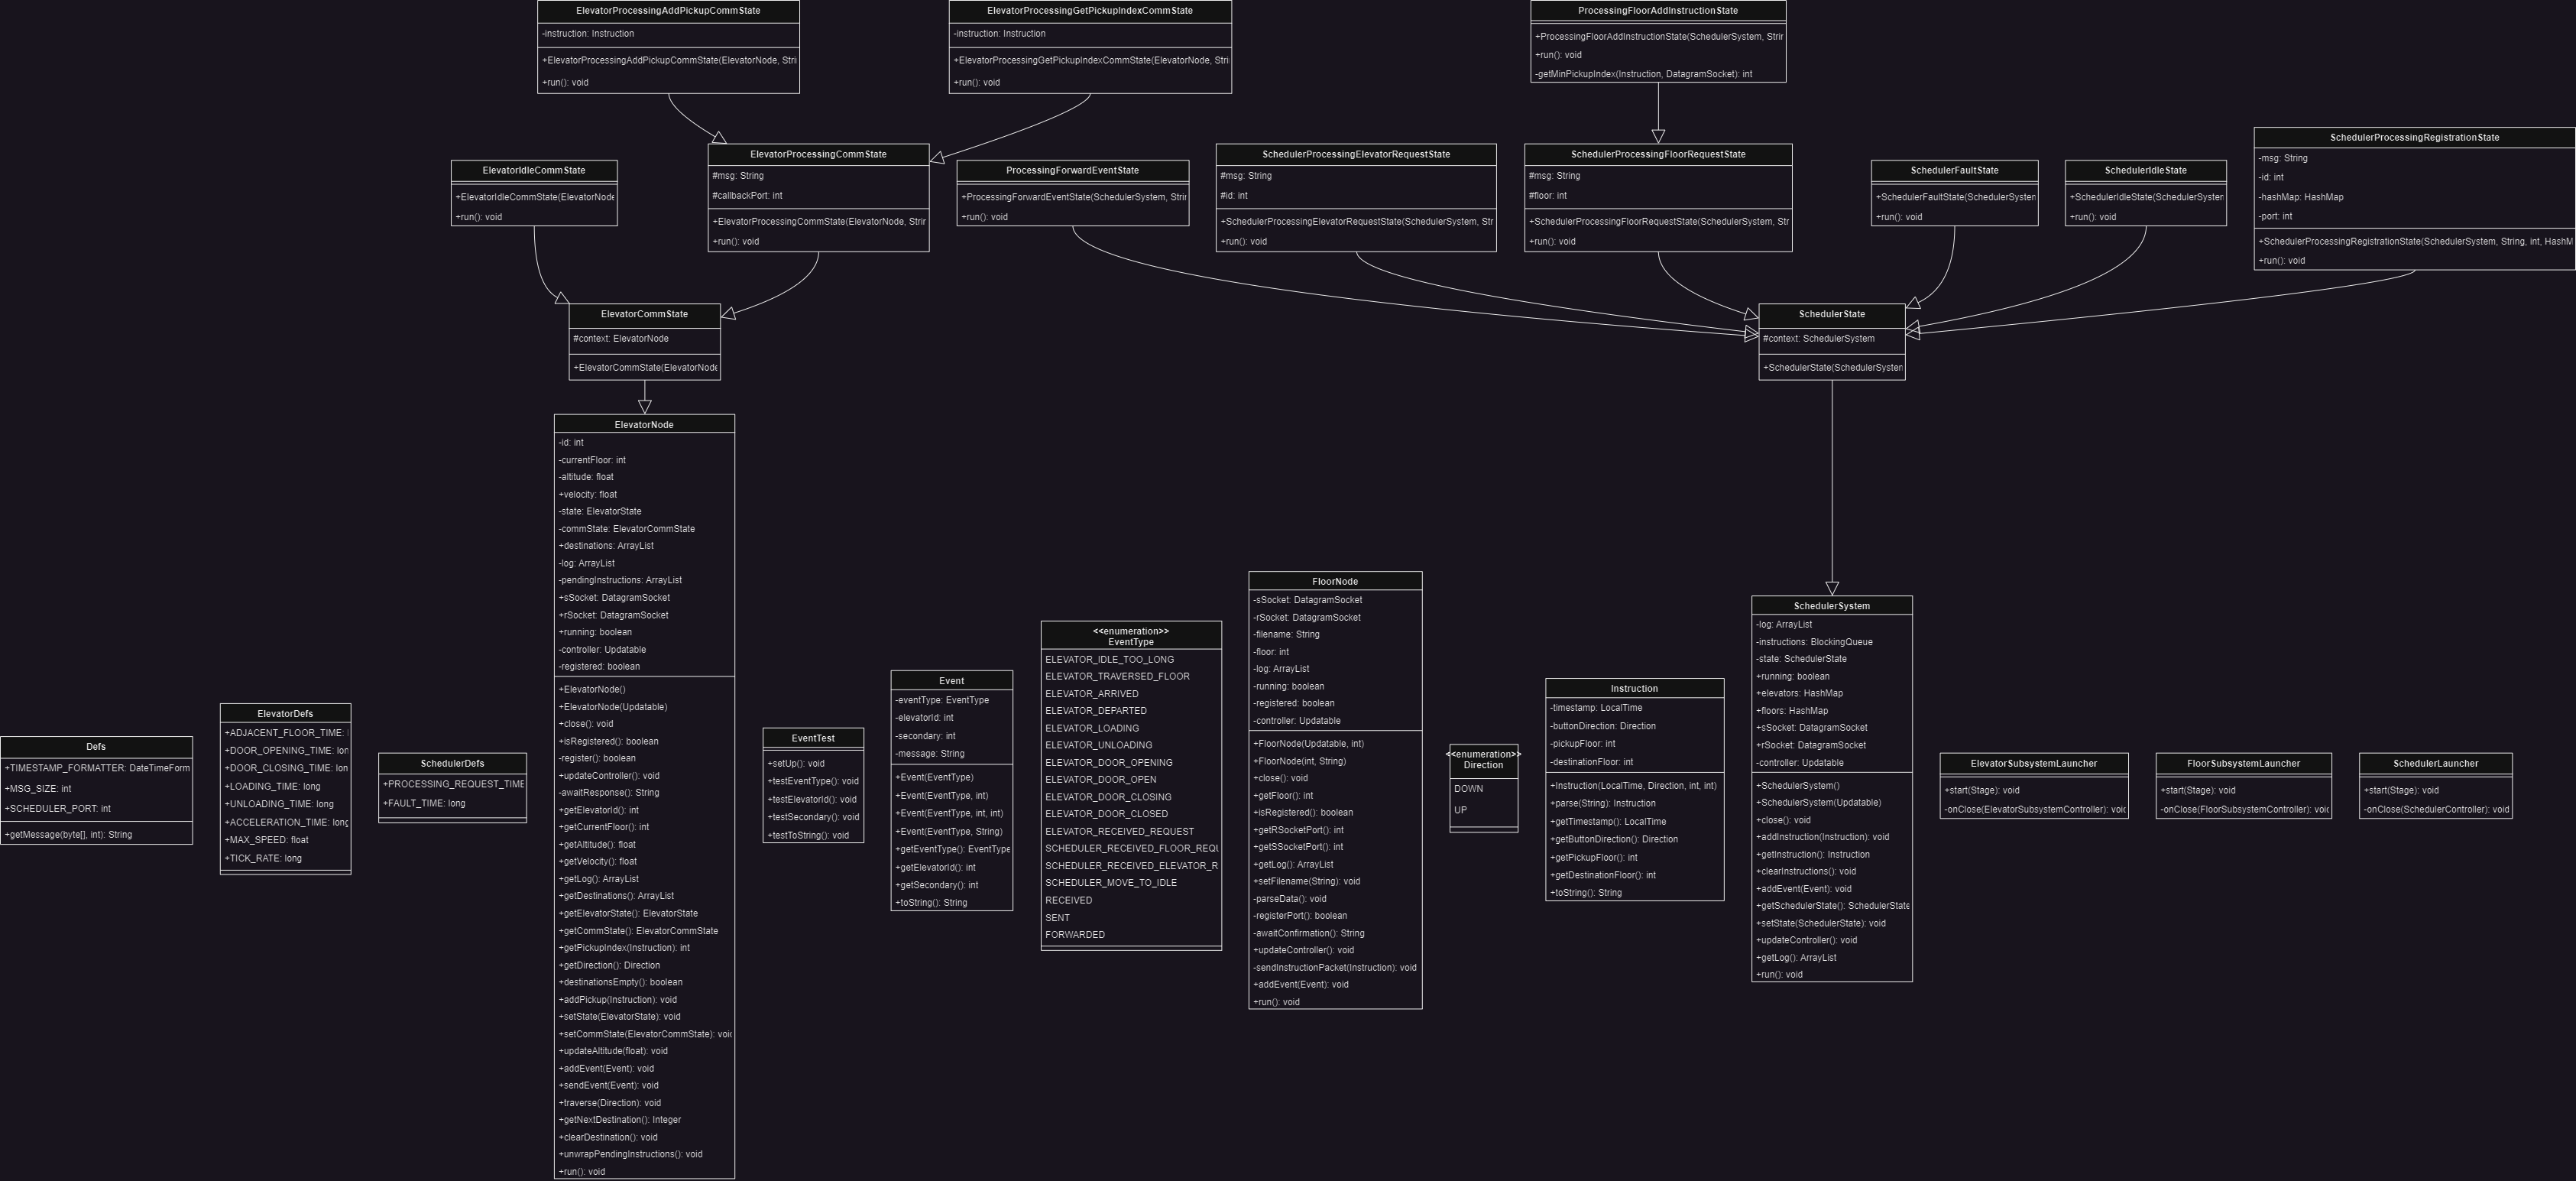 ElevatorProcessingAddPickupCommState
-instruction: Instruction
+ElevatorProcessingAddPickupCommState(ElevatorNode, Stri
+run(): void
ElevatorProcessingGetPickupIndexCommState
-instruction: Instruction
+ElevatorProcessingGetPickupIndexCommState(ElevatorNode, Stri
+run(): void
ProcessingFloorAddInstructionState
+ProcessingFloorAddInstructionState(SchedulerSystem, Strin
+run(): void
-getMinPickupIndex(Instruction, DatagramSocket): int
ElevatorIdleCommState
+ElevatorIdleCommState(ElevatorNode
+run(): void
ElevatorProcessingCommState
#msg: String
#callbackPort: int
+ElevatorProcessingCommState(ElevatorNode, Strin
+run(): void
ProcessingForwardEventState
+ProcessingForwardEventState(SchedulerSystem, Strin
+run(): void
SchedulerProcessingElevatorRequestState
#msg: String
#id: int
+SchedulerProcessingElevatorRequestState(SchedulerSystem, Str
+run(): void
SchedulerProcessingFloorRequestState
#msg: String
#floor: int
+SchedulerProcessingFloorRequestState(SchedulerSystem, Str
+run(): void
SchedulerFaultState
+SchedulerFaultState(SchedulerSystem
+run(): void
SchedulerIdleState
+SchedulerIdleState(SchedulerSystem
+run(): void
SchedulerProcessingRegistrationState
-msg: String
-id: int
-hashMap: HashMap
-port: int
+SchedulerProcessingRegistrationState(SchedulerSystem, String, int, HashM
+run(): void
ElevatorCommState
#context: ElevatorNode
+ElevatorCommState(ElevatorNode
SchedulerState
#context: SchedulerSystem
+SchedulerState(SchedulerSystem
Defs
+TIMESTAMP_FORMATTER: DateTimeForm
+MSG_SIZE: int
+SCHEDULER_PORT: int
+getMessage(byte[], int): String
ElevatorDefs
+ADJACENT_FLOOR_TIME:
+DOOR_OPENING_TIME: lon
+DOOR_CLOSING_TIME: lon
+LOADING_TIME: long
+UNLOADING_TIME: long
+ACCELERATION_TIME: long
+MAX_SPEED: float
+TICK_RATE: long
SchedulerDefs
+PROCESSING_REQUEST_TIME
+FAULT_TIME: long
ElevatorNode
-id: int
-currentFloor: int
-altitude: float
+velocity: float
-state: ElevatorState
-commState: ElevatorCommState
+destinations: ArrayList
-log: ArrayList
-pendingInstructions: ArrayList
+sSocket: DatagramSocket
+rSocket: DatagramSocket
+running: boolean
-controller: Updatable
-registered: boolean
+ElevatorNode()
+ElevatorNode(Updatable)
+close(): void
+isRegistered(): boolean
-register(): boolean
+updateController(): void
-awaitResponse(): String
+getElevatorId(): int
+getCurrentFloor(): int
+getAltitude(): float
+getVelocity(): float
+getLog(): ArrayList
+getDestinations(): ArrayList
+getElevatorState(): ElevatorState
+getCommState(): ElevatorCommState
+getPickupIndex(Instruction): int
+getDirection(): Direction
+destinationsEmpty(): boolean
+addPickup(Instruction): void
+setState(ElevatorState): void
+setCommState(ElevatorCommState): void
+updateAltitude(float): void
+addEvent(Event): void
+sendEvent(Event): void
+traverse(Direction): void
+getNextDestination(): Integer
+clearDestination(): void
+unwrapPendingInstructions(): void
+run(): void
EventTest
+setUp(): void
+testEventType(): void
+testElevatorId(): void
+testSecondary(): void
+testToString(): void
Event
-eventType: EventType
-elevatorId: int
-secondary: int
-message: String
+Event(EventType)
+Event(EventType, int)
+Event(EventType, int, int)
+Event(EventType, String)
+getEventType(): EventType
+getElevatorId(): int
+getSecondary(): int
+toString(): String
<<enumeration>>
EventType
ELEVATOR_IDLE_TOO_LONG
ELEVATOR_TRAVERSED_FLOOR
ELEVATOR_ARRIVED
ELEVATOR_DEPARTED
ELEVATOR_LOADING
ELEVATOR_UNLOADING
ELEVATOR_DOOR_OPENING
ELEVATOR_DOOR_OPEN
ELEVATOR_DOOR_CLOSING
ELEVATOR_DOOR_CLOSED
ELEVATOR_RECEIVED_REQUEST
SCHEDULER_RECEIVED_FLOOR_REQU
SCHEDULER_RECEIVED_ELEVATOR_R
SCHEDULER_MOVE_TO_IDLE
RECEIVED
SENT
FORWARDED
FloorNode
-sSocket: DatagramSocket
-rSocket: DatagramSocket
-filename: String
-floor: int
-log: ArrayList
-running: boolean
-registered: boolean
-controller: Updatable
+FloorNode(Updatable, int)
+FloorNode(int, String)
+close(): void
+getFloor(): int
+isRegistered(): boolean
+getRSocketPort(): int
+getSSocketPort(): int
+getLog(): ArrayList
+setFilename(String): void
-parseData(): void
-registerPort(): boolean
-awaitConfirmation(): String
+updateController(): void
-sendInstructionPacket(Instruction): void
+addEvent(Event): void
+run(): void
<<enumeration>>
Direction
DOWN
UP
Instruction
-timestamp: LocalTime
-buttonDirection: Direction
-pickupFloor: int
-destinationFloor: int
+Instruction(LocalTime, Direction, int, int)
+parse(String): Instruction
+getTimestamp(): LocalTime
+getButtonDirection(): Direction
+getPickupFloor(): int
+getDestinationFloor(): int
+toString(): String
SchedulerSystem
-log: ArrayList
-instructions: BlockingQueue
-state: SchedulerState
+running: boolean
+elevators: HashMap
+floors: HashMap
+sSocket: DatagramSocket
+rSocket: DatagramSocket
-controller: Updatable
+SchedulerSystem()
+SchedulerSystem(Updatable)
+close(): void
+addInstruction(Instruction): void
+getInstruction(): Instruction
+clearInstructions(): void
+addEvent(Event): void
+getSchedulerState(): SchedulerState
+setState(SchedulerState): void
+updateController(): void
+getLog(): ArrayList
+run(): void
ElevatorSubsystemLauncher
+start(Stage): void
-onClose(ElevatorSubsystemController): void
FloorSubsystemLauncher
+start(Stage): void
-onClose(FloorSubsystemController): void
SchedulerLauncher
+start(Stage): void
-onClose(SchedulerController): void